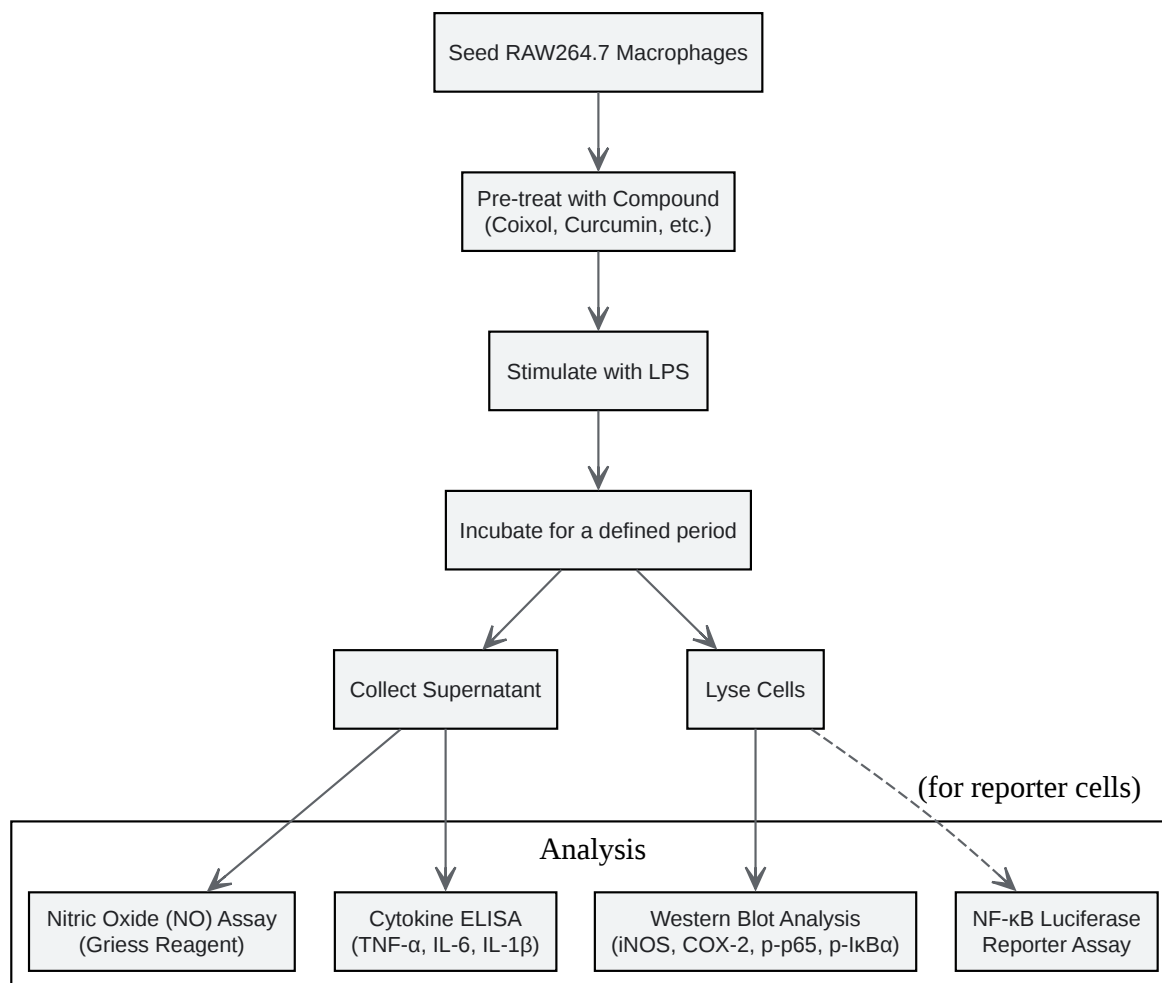 Seed RAW264.7 Macrophages
Pre-treat with Compound
(Coixol, Curcumin, etc.)
Stimulate with LPS
Incubate for a defined period
Collect Supernatant
Lyse Cells
(for reporter cells)
Analysis
Nitric Oxide (NO) Assay
(Griess Reagent)
Cytokine ELISA
(TNF-α, IL-6, IL-1β)
Western Blot Analysis
(iNOS, COX-2, p-p65, p-IκBα)
NF-κB Luciferase
Reporter Assay